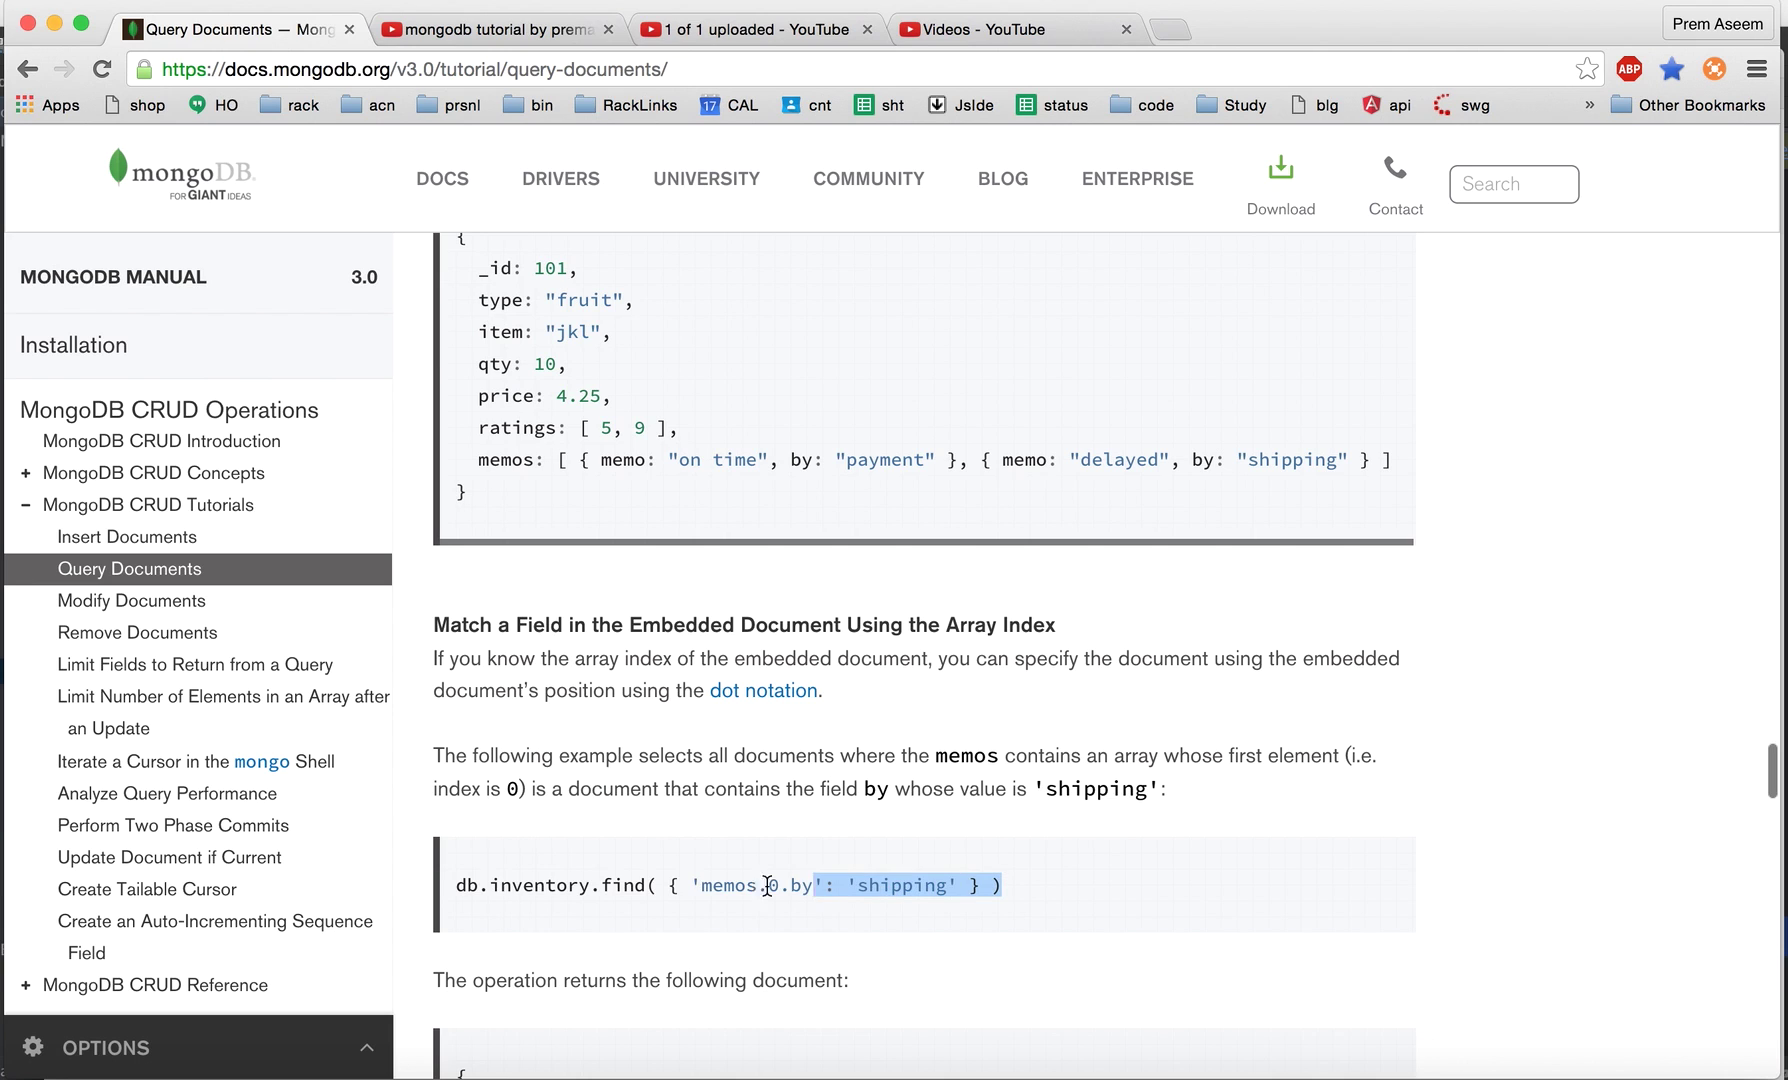 Query Documents — Mong
mongodb tutorial by prema
1 of 1 uploaded - YouTube
Videos - YouTube
Prem Aseem
https://docs.mongodb.org/v3.0/tutorial/query-documents/
ABP
Apps shop HO rack acn prsnl bin RackLinks 17 CAL cnt sht JsIde status code Study blg api swg » Other Bookmarks
mongoDB.
FOR GIANT IDEAS
DOCS DRIVERS UNIVERSITY COMMUNITY BLOG ENTERPRISE
Download
Contact
Search
MONGODB MANUAL 3.0
Installation
MongoDB CRUD Operations
MongoDB CRUD Introduction
+ MongoDB CRUD Concepts
– MongoDB CRUD Tutorials
Insert Documents
Query Documents
Modify Documents
Remove Documents
Limit Fields to Return from a Query
Limit Number of Elements in an Array after
an Update
Iterate a Cursor in the mongo Shell
Analyze Query Performance
Perform Two Phase Commits
Update Document if Current
Create Tailable Cursor
Create an Auto-Incrementing Sequence
Field
+ MongoDB CRUD Reference
OPTIONS
{
_id: 101,
type: "fruit",
item: "jkl",
qty: 10,
price: 4.25,
ratings: [ 5, 9 ],
memos: [ { memo: "on time", by: "payment" }, { memo: "delayed", by: "shipping" } ]
}
Match a Field in the Embedded Document Using the Array Index
If you know the array index of the embedded document, you can specify the document using the embedded
document's position using the dot notation.
The following example selects all documents where the memos contains an array whose first element (i.e.
index is 0) is a document that contains the field by whose value is 'shipping':
db.inventory.find( { 'memos.0.by': 'shipping' } )
The operation returns the following document:
{